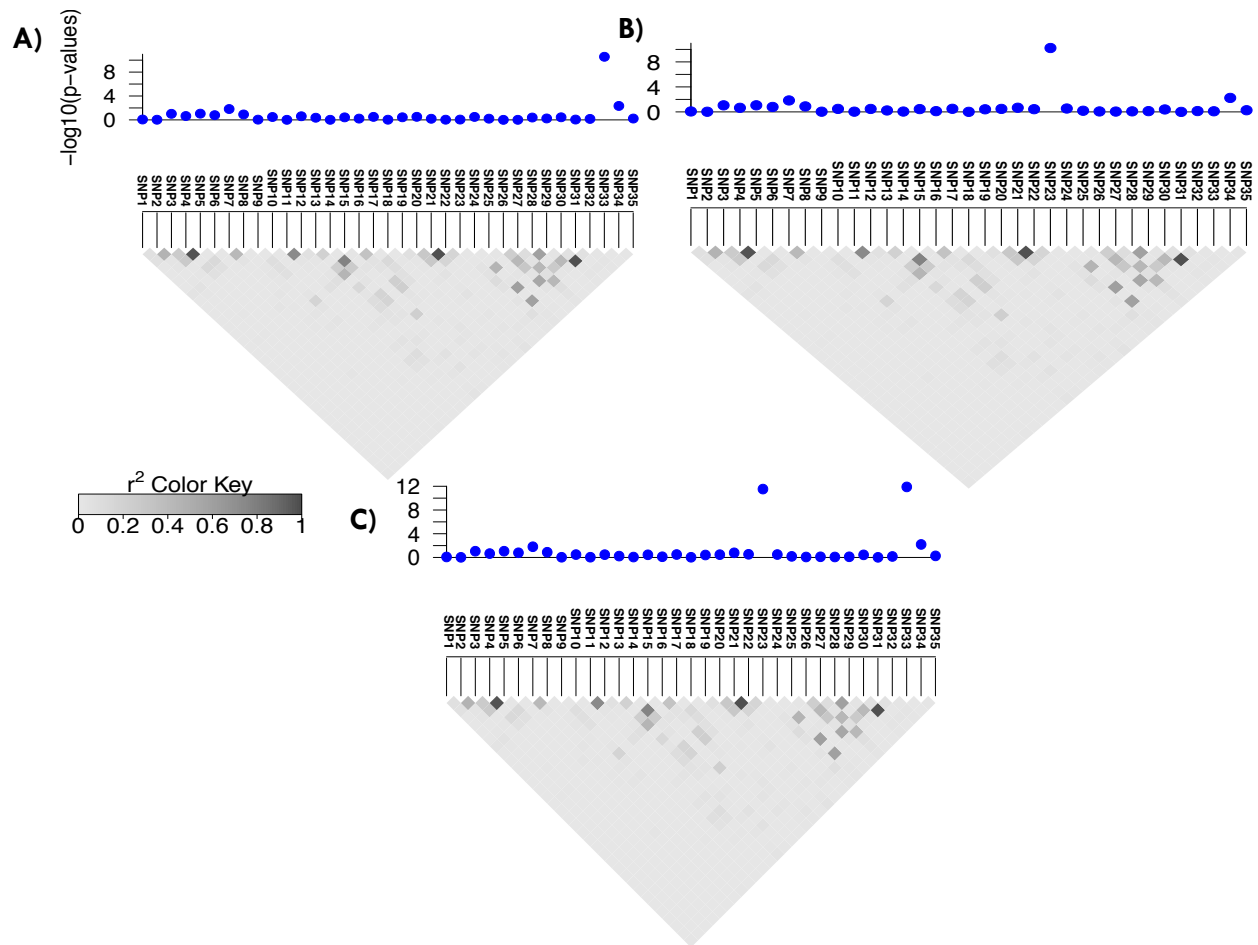 A)
−log10(p−values)
8
4
0
SNP1 SNP2 SNP3 SNP4 SNP5 SNP6 SNP7 SNP8 SNP9 SNP10 SNP11 SNP12 SNP13 SNP14 SNP15 SNP16 SNP17 SNP18 SNP19 SNP20 SNP21 SNP22 SNP23 SNP24 SNP25 SNP26 SNP27 SNP28 SNP29 SNP30 SNP31 SNP32 SNP33 SNP34 SNP35
B)
8
4
0
SNP1 SNP2 SNP3 SNP4 SNP5 SNP6 SNP7 SNP8 SNP9 SNP10 SNP11 SNP12 SNP13 SNP14 SNP15 SNP16 SNP17 SNP18 SNP19 SNP20 SNP21 SNP22 SNP23 SNP24 SNP25 SNP26 SNP27 SNP28 SNP29 SNP30 SNP31 SNP32 SNP33 SNP34 SNP35
r² Color Key
0 0.2 0.4 0.6 0.8 1
C)
12
8
4
0
SNP1 SNP2 SNP3 SNP4 SNP5 SNP6 SNP7 SNP8 SNP9 SNP10 SNP11 SNP12 SNP13 SNP14 SNP15 SNP16 SNP17 SNP18 SNP19 SNP20 SNP21 SNP22 SNP23 SNP24 SNP25 SNP26 SNP27 SNP28 SNP29 SNP30 SNP31 SNP32 SNP33 SNP34 SNP35